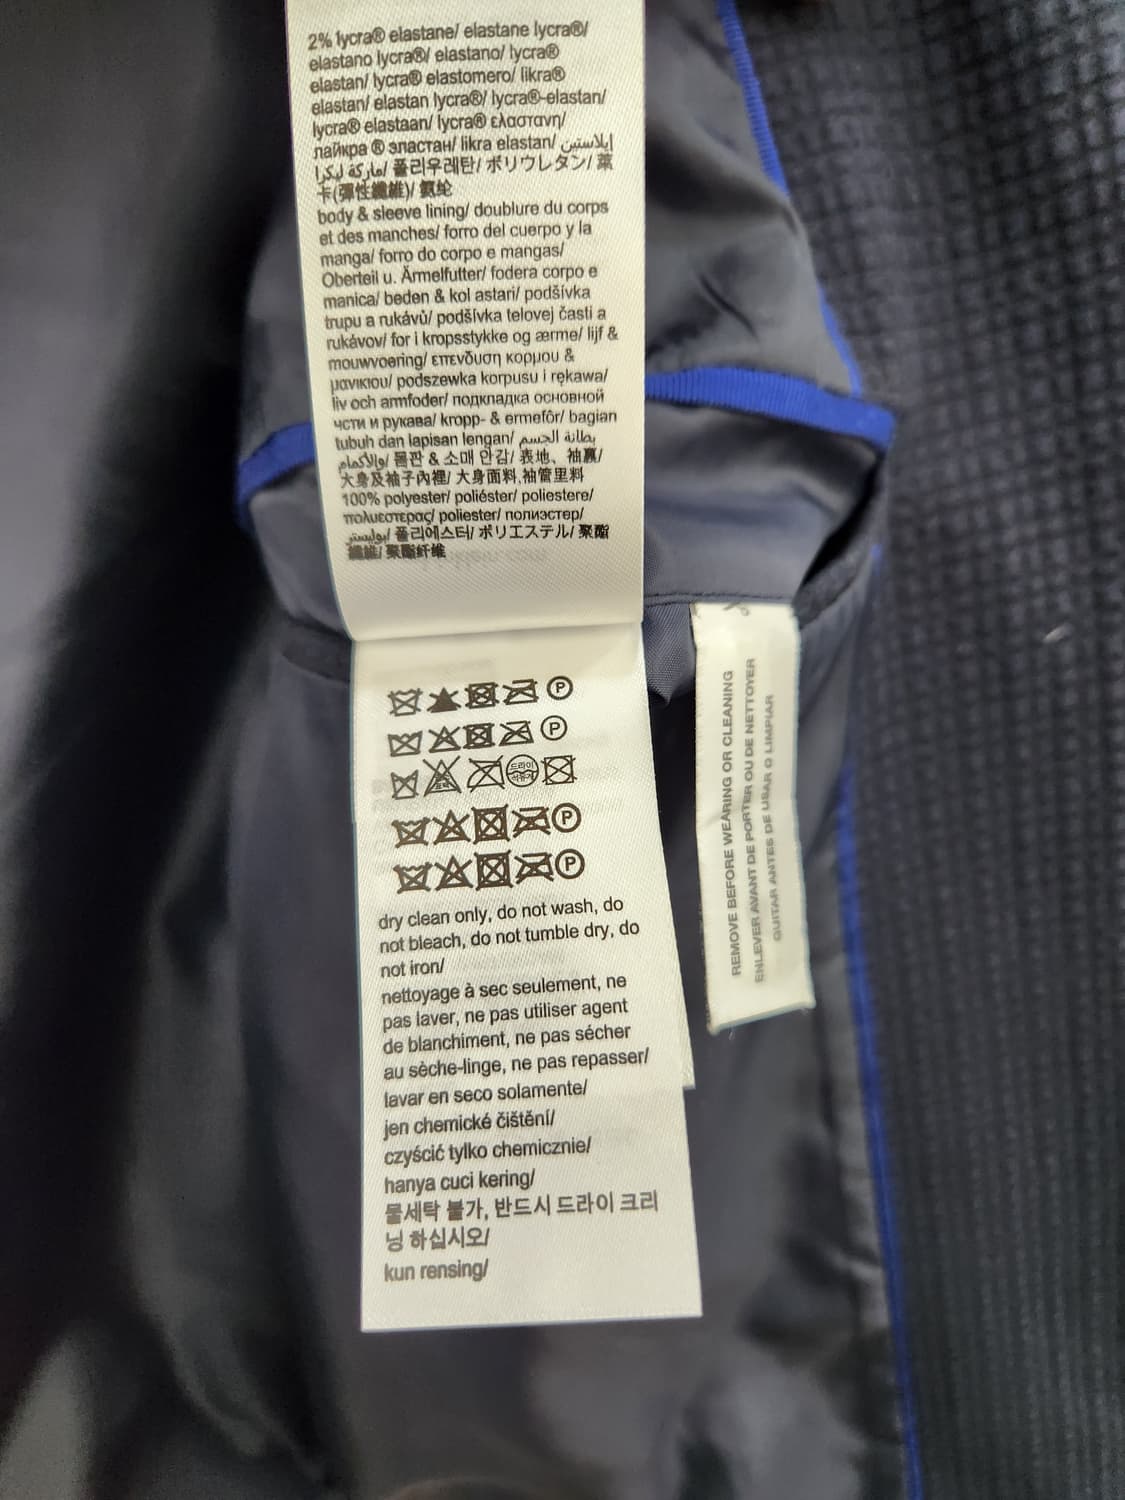 2% lycra® elastane/ elastane lycra®/
elastano lycra®/ elastano/ lycra®
elastan/ lycra® elastomero/ likra®
elastan/ elastan lycra®/ lycra®-elastan/
lycra® elastaan/ lycra® ελαστανη/
лайкра ® эластан/ likra elastan/ إيلاستين
ماركة ليكرا/ 폴리우레탄/ ポリウレタン/ 萊
卡(彈性纖維)/ 氨纶
body & sleeve lining/ doublure du corps
et des manches/ forro del cuerpo y la
manga/ forro do corpo e mangas/
Oberteil u. Ärmelfutter/ fodera corpo e
manica/ beden & kol astari/ podšívka
trupu a rukávů/ podšívka telovej časti a
rukávov/ for i kropsstykke og ærme/ lijf &
mouwvoering/ επενδυση κορμου &
μανικιου/ podszewka korpusu i rękawa/
liv och armfoder/ подкладка основной
чсти и рукава/ kropp- & ermefôr/ bagian
tubuh dan lapisan lengan/ بطانة الجسم
والأكمام/ 몸판 & 소매 안감/ 表地、袖裏/
大身及袖子內裡/ 大身面料,袖管里料
100% polyester/ poliéster/ poliestere/
πολυεστερας/ poliester/ полиэстер/
بوليستر/ 폴리에스터/ ポリエステル/ 聚酯
纖維/ 聚酯纤维
P
P
드라이
석유계
P
P
dry clean only, do not wash, do
not bleach, do not tumble dry, do
not iron/
nettoyage à sec seulement, ne
pas laver, ne pas utiliser agent
de blanchiment, ne pas sécher
au sèche-linge, ne pas repasser/
lavar en seco solamente/
jen chemické čištění/
czyścić tylko chemicznie/
hanya cuci kering/
물세탁 불가, 반드시 드라이 크리
닝 하십시오/
kun rensing/
REMOVE BEFORE WEARING OR CLEANING
ENLEVER AVANT DE PORTER OU DE NETTOYER
QUITAR ANTES DE USAR O LIMPIAR